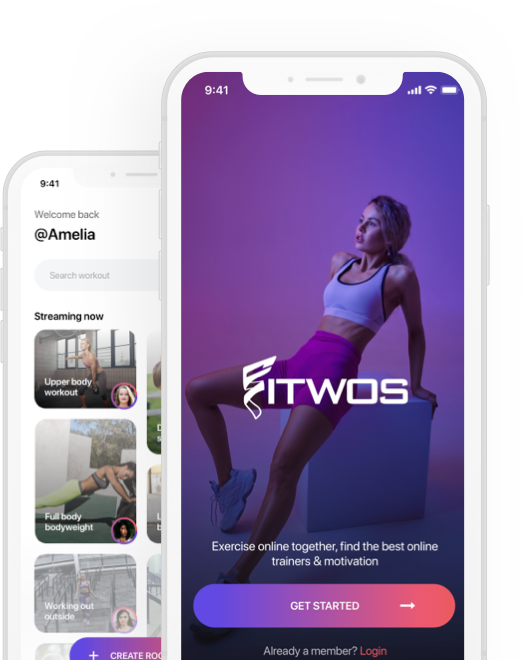 9:41
Welcome back
@Amelia
Search workout
Streaming now
Upper body
workout
Full body
bodyweight
Working out
outside
+ CREATE ROO
9:41
FITWOS
Exercise online together, find the best online
trainers & motivation
GET STARTED
Already a member? Login